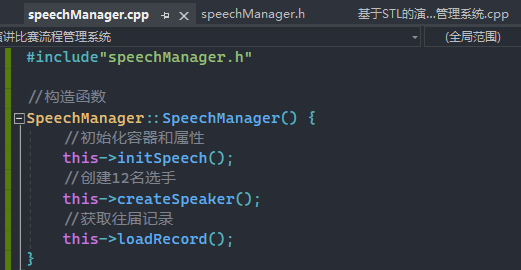 speechManager.cpp speechManager.h 基于STL的演...管理系统.cpp
讲比赛流程管理系统 (全局范围)
#include"speechManager.h"
//构造函数
SpeechManager::SpeechManager() {
//初始化容器和属性
this->initSpeech();
//创建12名选手
this->createSpeaker();
//获取往届记录
this->loadRecord();
}